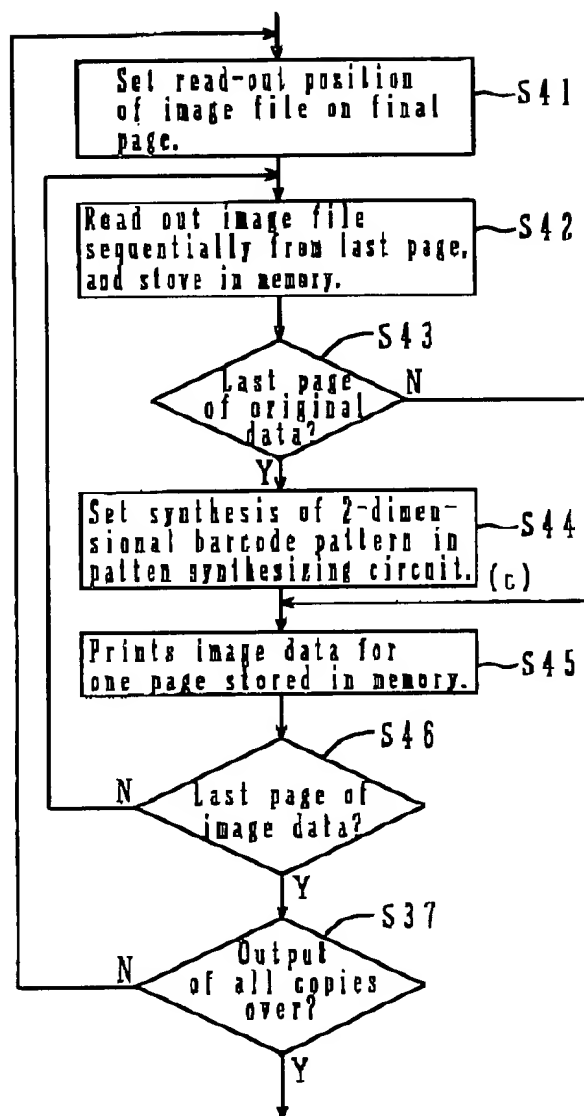 Set read-out position
of image file on final
page.
S41
Read out image file
sequentially from last page,
and stove in memory.
S42
S43
Last page
of original
data?
N
Y
Set synthesis of 2-dimen-
sional barcode pattern in
patten synthesizing circuit.
S44
(c)
Prints image data for
one page stored in memory.
S45
S46
N
Last page of
image data?
Y
S37
N
Output
of all copies
over?
Y